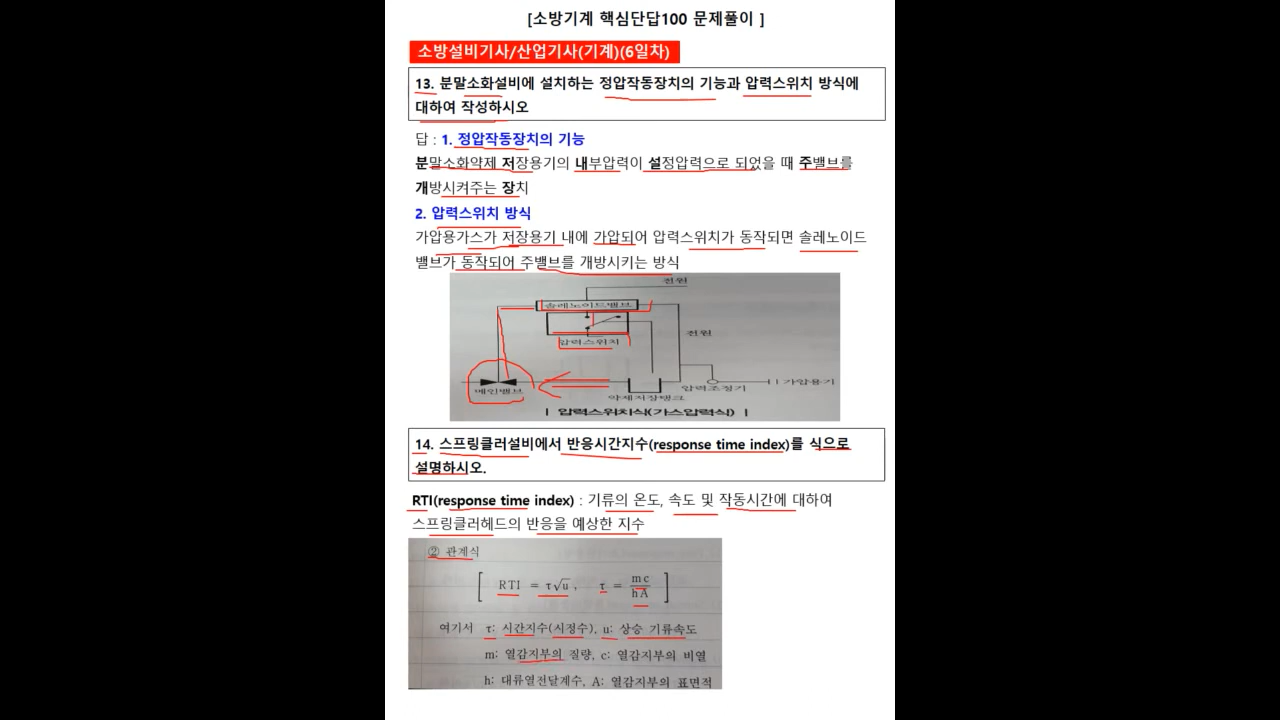 [소방기계 핵심단답100 문제풀이 ]
소방설비기사/산업기사(기계)(6일차)
13. 분말소화설비에 설치하는 정압작동장치의 기능과 압력스위치 방식에
대하여 작성하시오
답 : 1. 정압작동장치의 기능
분말소화약제 저장용기의 내부압력이 설정압력으로 되었을 때 주밸브를
개방시켜주는 장치
2. 압력스위치 방식
가압용가스가 저장용기 내에 가압되어 압력스위치가 동작되면 솔레노이드
밸브가 동작되어 주밸브를 개방시키는 방식
전원
솔레노이드밸브
전원
압력스위치
메인밸브
약제저장탱크
압력조정기
가압용기
| 압력스위치식(가스압력식) |
14. 스프링클러설비에서 반응시간지수(response time index)를 식으로
설명하시오.
RTI(response time index) : 기류의 온도, 속도 및 작동시간에 대하여
스프링클러헤드의 반응을 예상한 지수
② 관계식
[ RTI = τ√u , τ = mc/hA ]
여기서 τ: 시간지수(시정수), u: 상승 기류속도
m: 열감지부의 질량, c: 열감지부의 비열
h: 대류열전달계수, A: 열감지부의 표면적